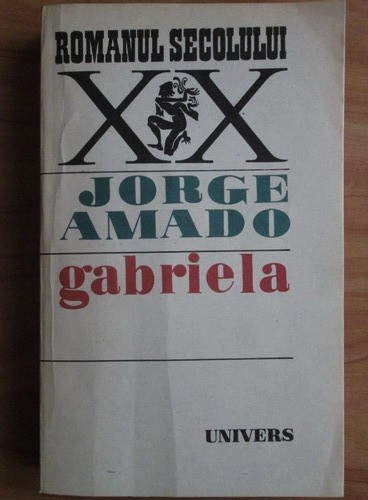 ROMANUL SECOLULUI
XX
JORGE
AMADO
gabriela
UNIVERS